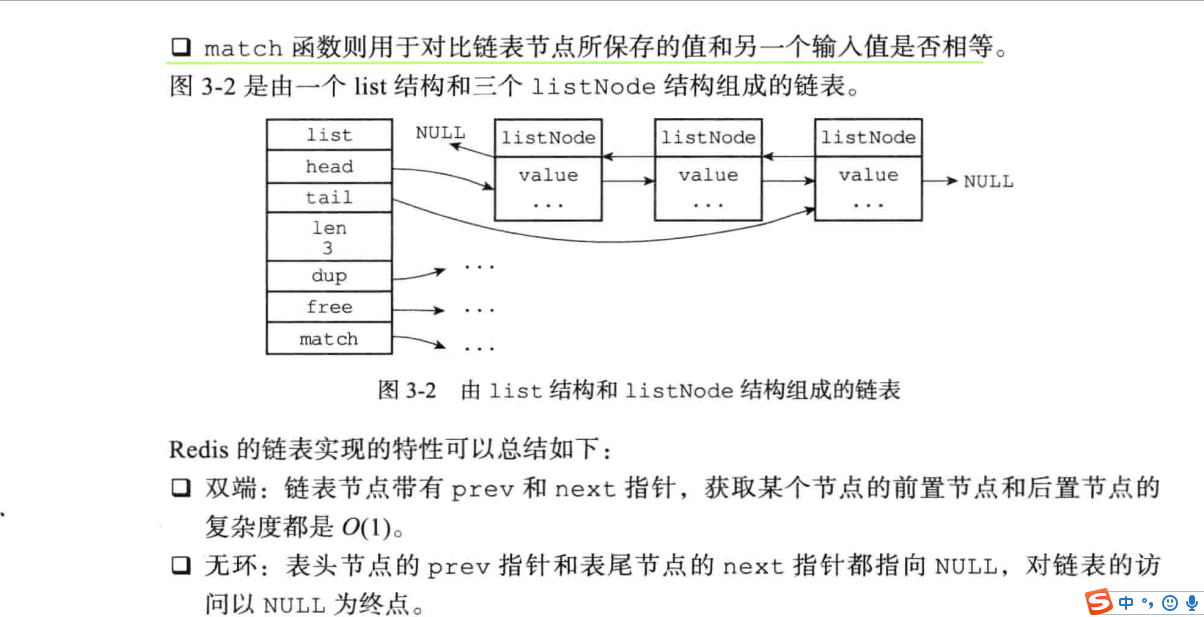 ❑ match 函数则用于对比链表节点所保存的值和另一个输入值是否相等。
图 3-2 是由一个 list 结构和三个 listNode 结构组成的链表。
list
head
tail
len
3
dup
free
match
NULL
listNode
value
...
listNode
value
...
listNode
value
...
NULL
...
...
...
图 3-2 由 list 结构和 listNode 结构组成的链表
Redis 的链表实现的特性可以总结如下：
❑ 双端：链表节点带有 prev 和 next 指针，获取某个节点的前置节点和后置节点的
复杂度都是 O(1)。
❑ 无环：表头节点的 prev 指针和表尾节点的 next 指针都指向 NULL，对链表的访
问以 NULL 为终点。
S 中